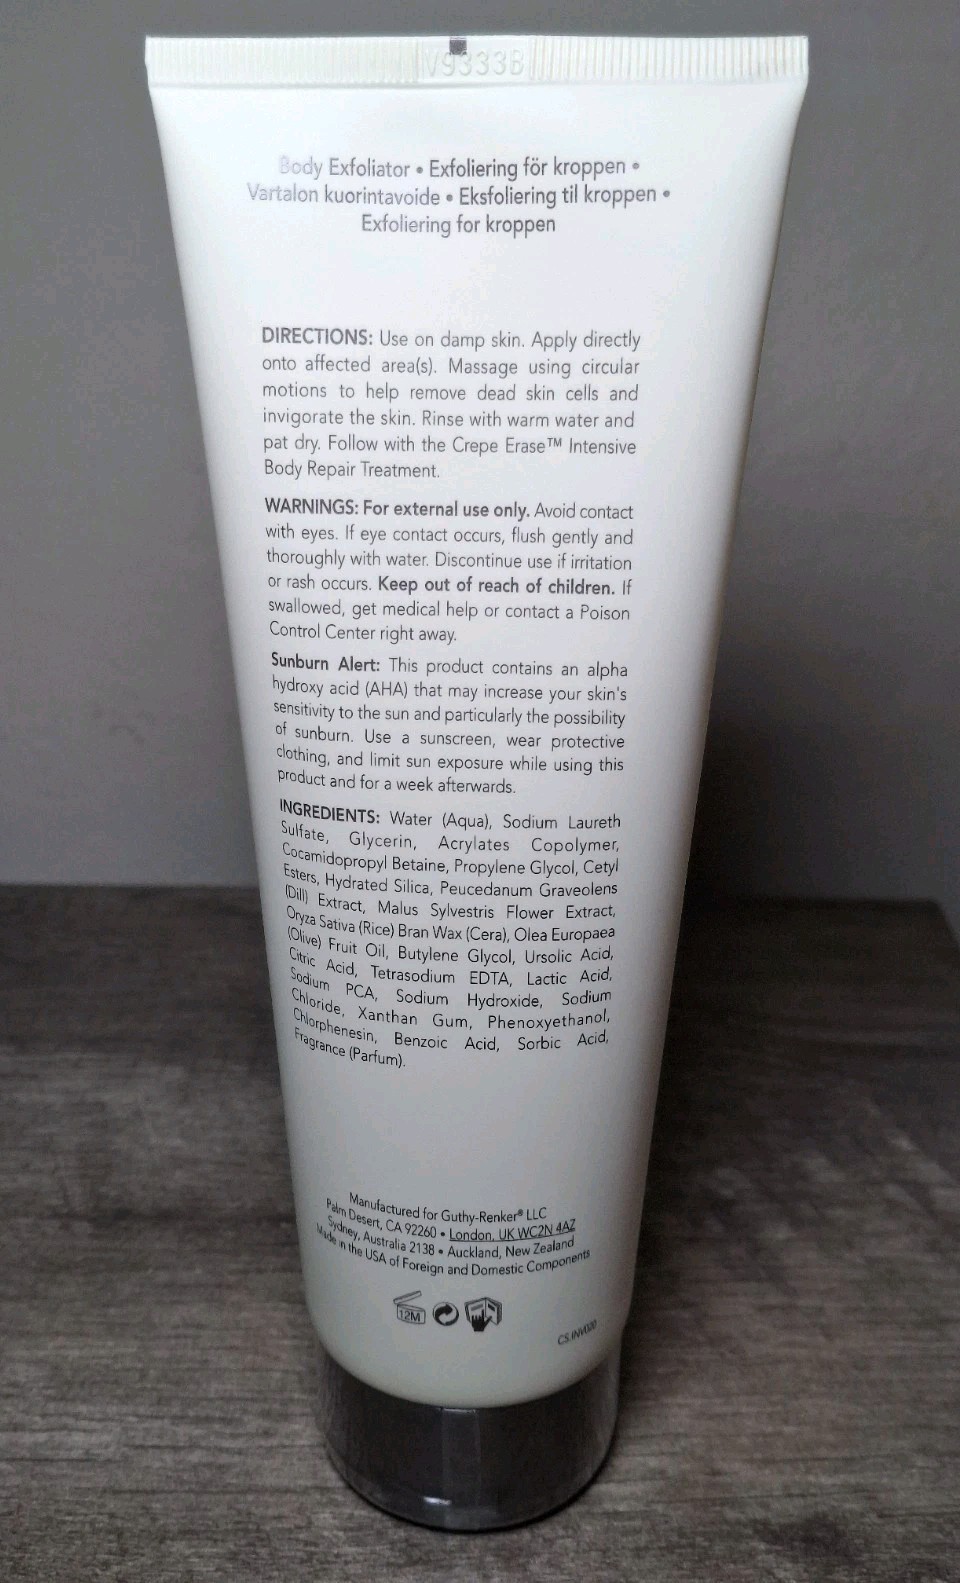 V9333B
Body Exfoliator • Exfoliering för kroppen •
Vartalon kuorintavoide • Eksfoliering til kroppen •
Exfoliering for kroppen
DIRECTIONS: Use on damp skin. Apply directly
onto affected area(s). Massage using circular
motions to help remove dead skin cells and
invigorate the skin. Rinse with warm water and
pat dry. Follow with the Crepe Erase™ Intensive
Body Repair Treatment.
WARNINGS: For external use only. Avoid contact
with eyes. If eye contact occurs, flush gently and
thoroughly with water. Discontinue use if irritation
or rash occurs. Keep out of reach of children. If
swallowed, get medical help or contact a Poison
Control Center right away.
Sunburn Alert: This product contains an alpha
hydroxy acid (AHA) that may increase your skin's
sensitivity to the sun and particularly the possibility
of sunburn. Use a sunscreen, wear protective
clothing, and limit sun exposure while using this
product and for a week afterwards.
INGREDIENTS: Water (Aqua), Sodium Laureth
Sulfate, Glycerin, Acrylates Copolymer,
Cocamidopropyl Betaine, Propylene Glycol, Cetyl
Esters, Hydrated Silica, Peucedanum Graveolens
(Dill) Extract, Malus Sylvestris Flower Extract,
Oryza Sativa (Rice) Bran Wax (Cera), Olea Europaea
(Olive) Fruit Oil, Butylene Glycol, Ursolic Acid,
Citric Acid, Tetrasodium EDTA, Lactic Acid,
Sodium PCA, Sodium Hydroxide, Sodium
Chloride, Xanthan Gum, Phenoxyethanol,
Chlorphenesin, Benzoic Acid, Sorbic Acid,
Fragrance (Parfum).
Manufactured for Guthy-Renker® LLC
Palm Desert, CA 92260 • London, UK WC2N 4AZ
Sydney, Australia 2138 • Auckland, New Zealand
Made in the USA of Foreign and Domestic Components
12M
CS.INV020